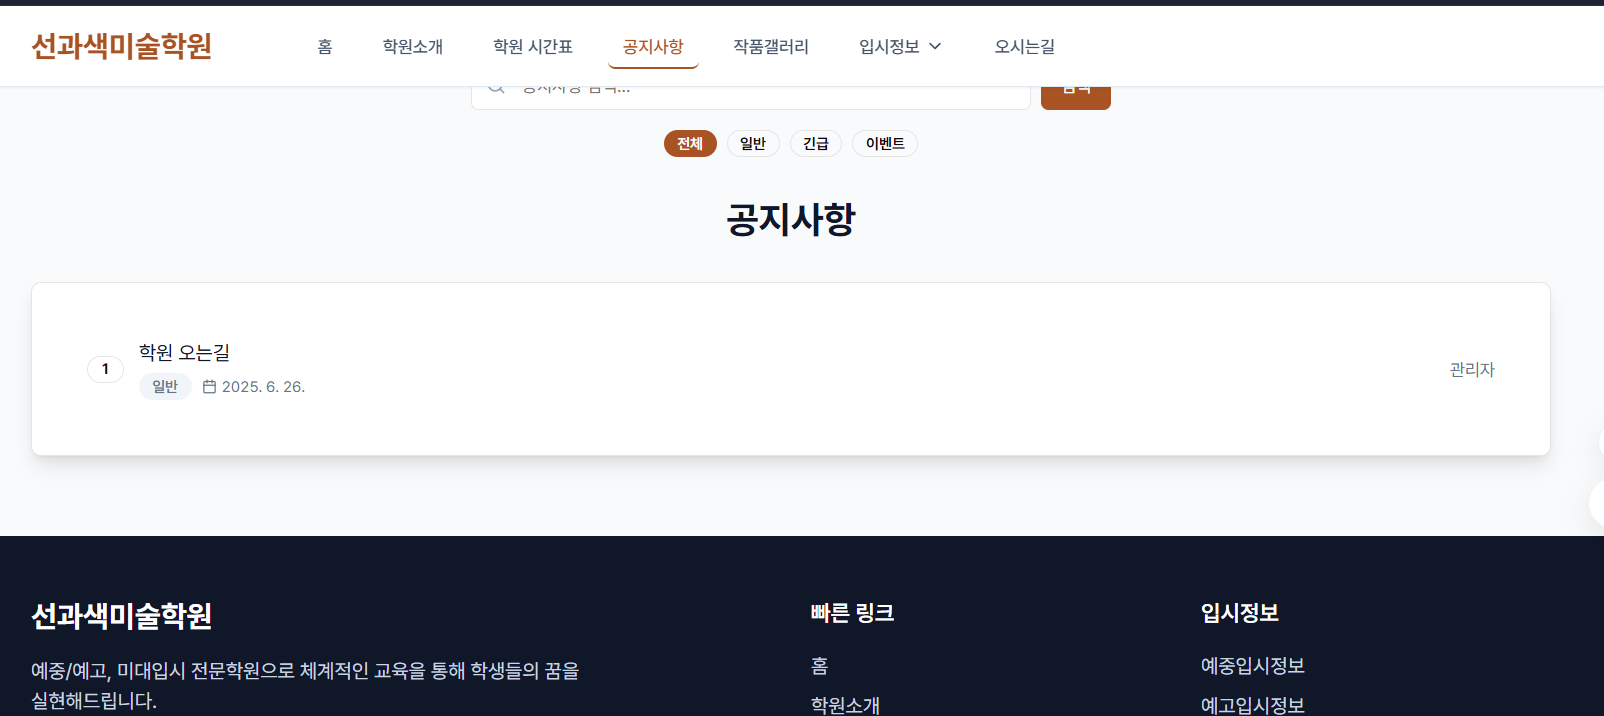 선과색미술학원
홈 학원소개 학원 시간표 공지사항 작품갤러리 입시정보 오시는길
전체 일반 긴급 이벤트
공지사항
1
학원 오는길
일반 2025. 6. 26.
관리자
선과색미술학원
예중/예고, 미대입시 전문학원으로 체계적인 교육을 통해 학생들의 꿈을
실현해드립니다.
빠른 링크
홈
학원소개
입시정보
예중입시정보
예고입시정보